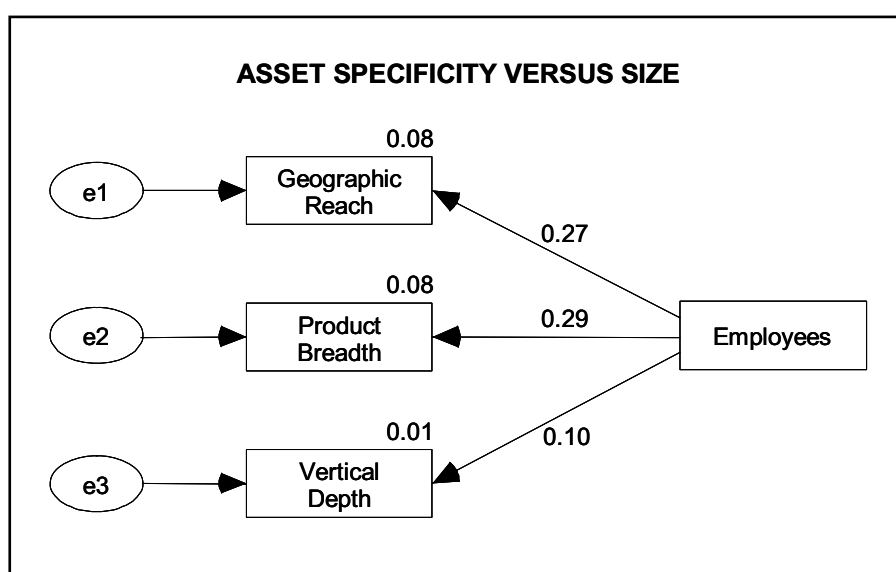 ASSET SPECIFICITY VERSUS SIZE
0.08
e1
Geographic
Reach
0.27
0.08
e2
Product
Breadth
0.29
Employees
0.01
e3
Vertical
Depth
0.10